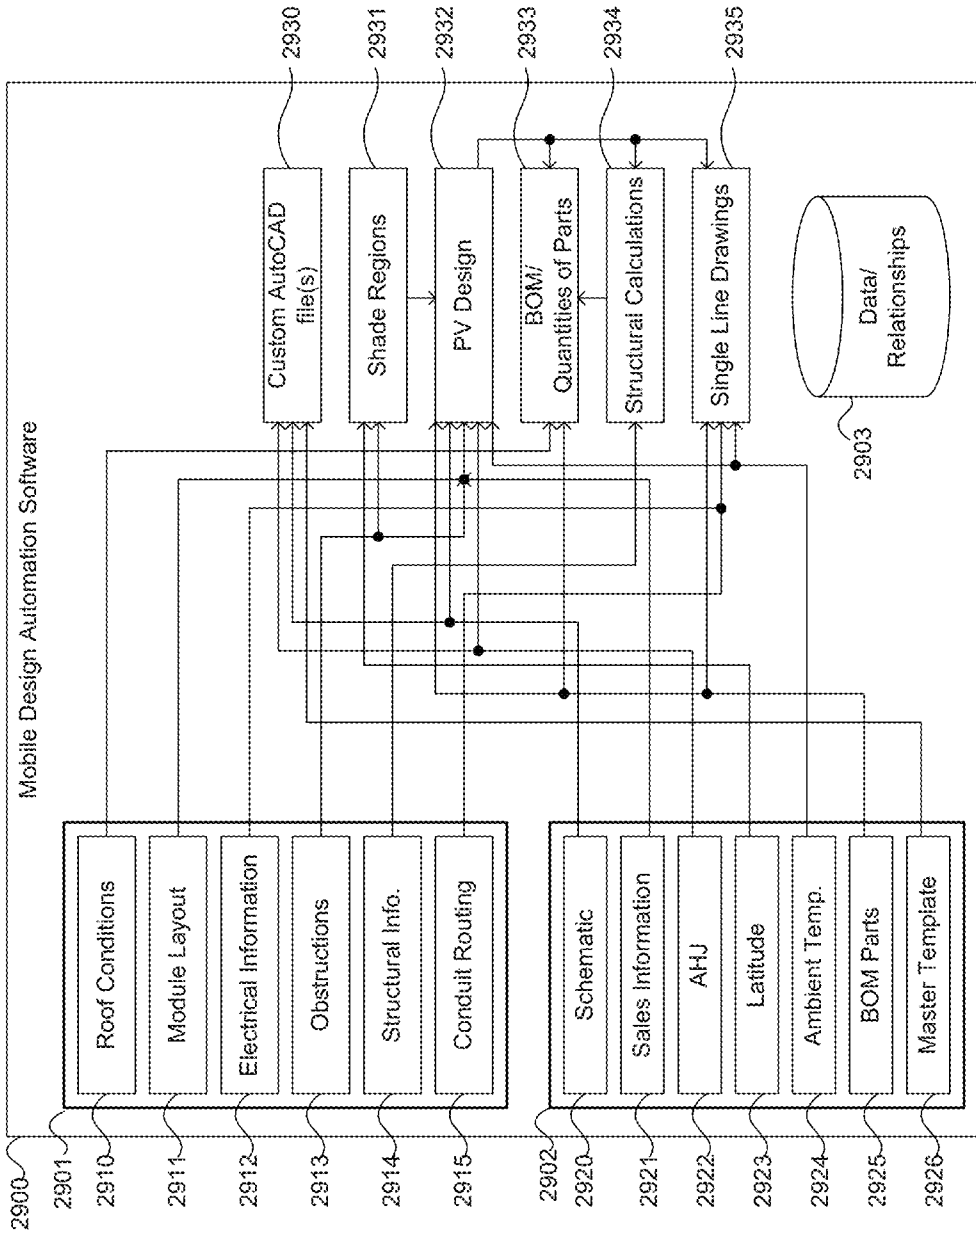 Mobile Design Automation Software
2900
2901
2910
Roof Conditions
2911
Module Layout
2912
Electrical Information
2913
Obstructions
2914
Structural Info.
2915
Conduit Routing
2902
2920
Schematic
2921
Sales Information
2922
AHJ
2923
Latitude
2924
Ambient Temp.
2925
BOM Parts
2926
Master Template
Custom AutoCAD
file(s)
2930
Shade Regions
2931
PV Design
2932
BOM/
Quantities of Parts
2933
Structural Calculations
2934
Single Line Drawings
2935
Data/
Relationships
2903